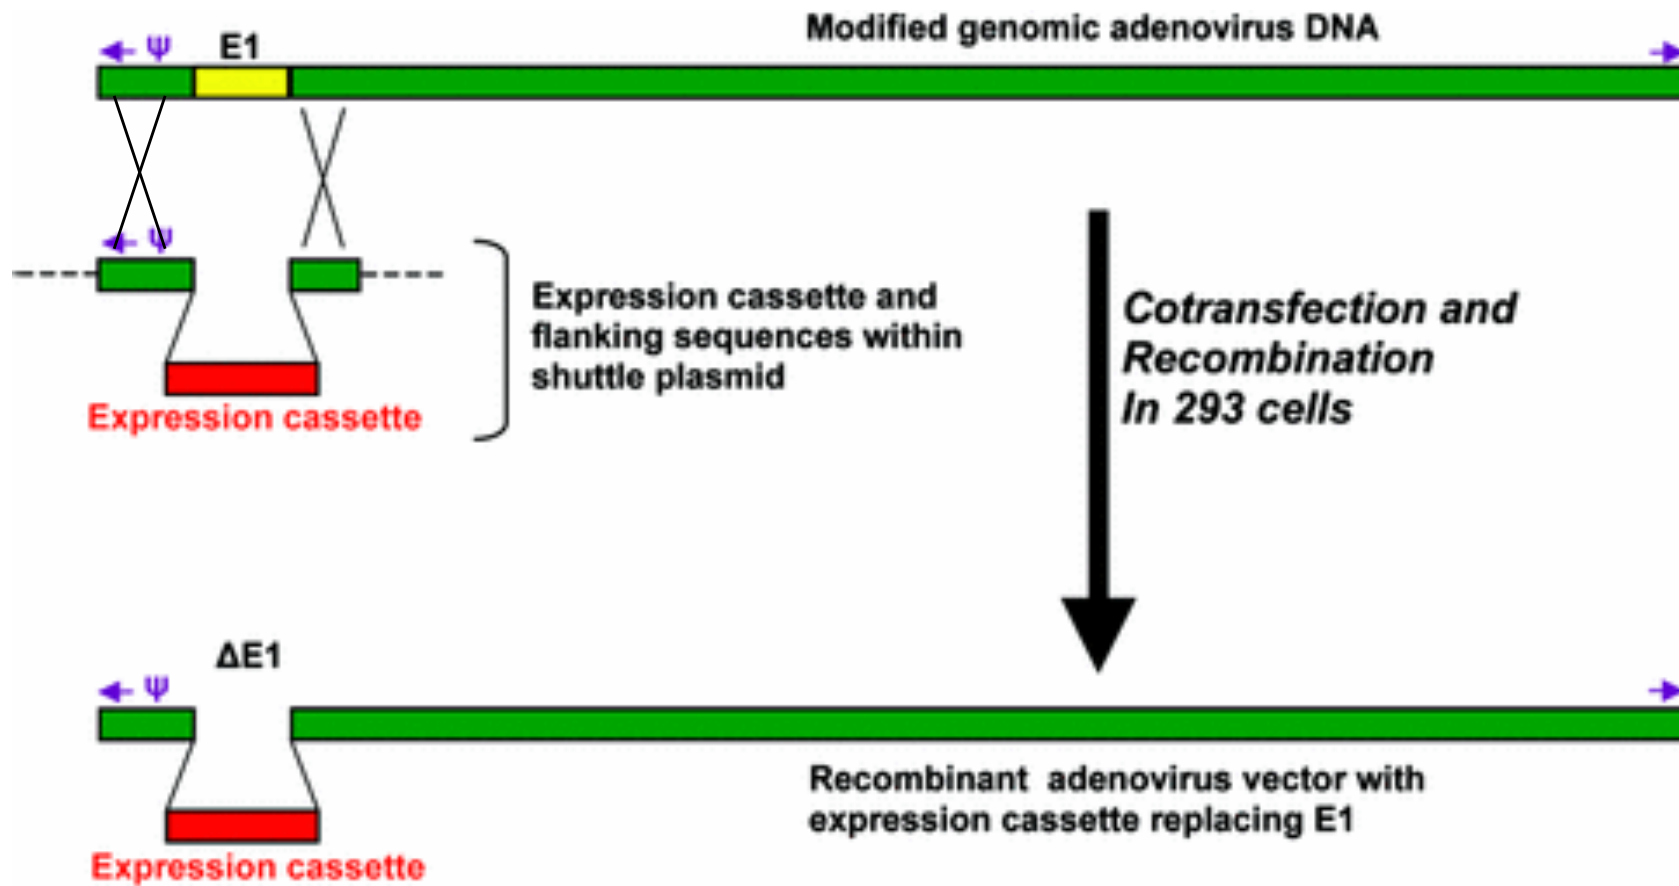 Modified genomic adenovirus DNA
Ψ
E1
Ψ
Expression cassette and
flanking sequences within
shuttle plasmid
Expression cassette
Cotransfection and
Recombination
In 293 cells
ΔE1
Ψ
Recombinant adenovirus vector with
expression cassette replacing E1
Expression cassette